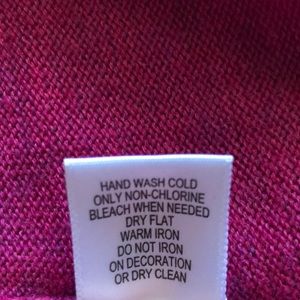 HAND WASH COLD
ONLY NON-CHLORINE
BLEACH WHEN NEEDED
DRY FLAT
WARM IRON
DO NOT IRON
ON DECORATION
OR DRY CLEAN